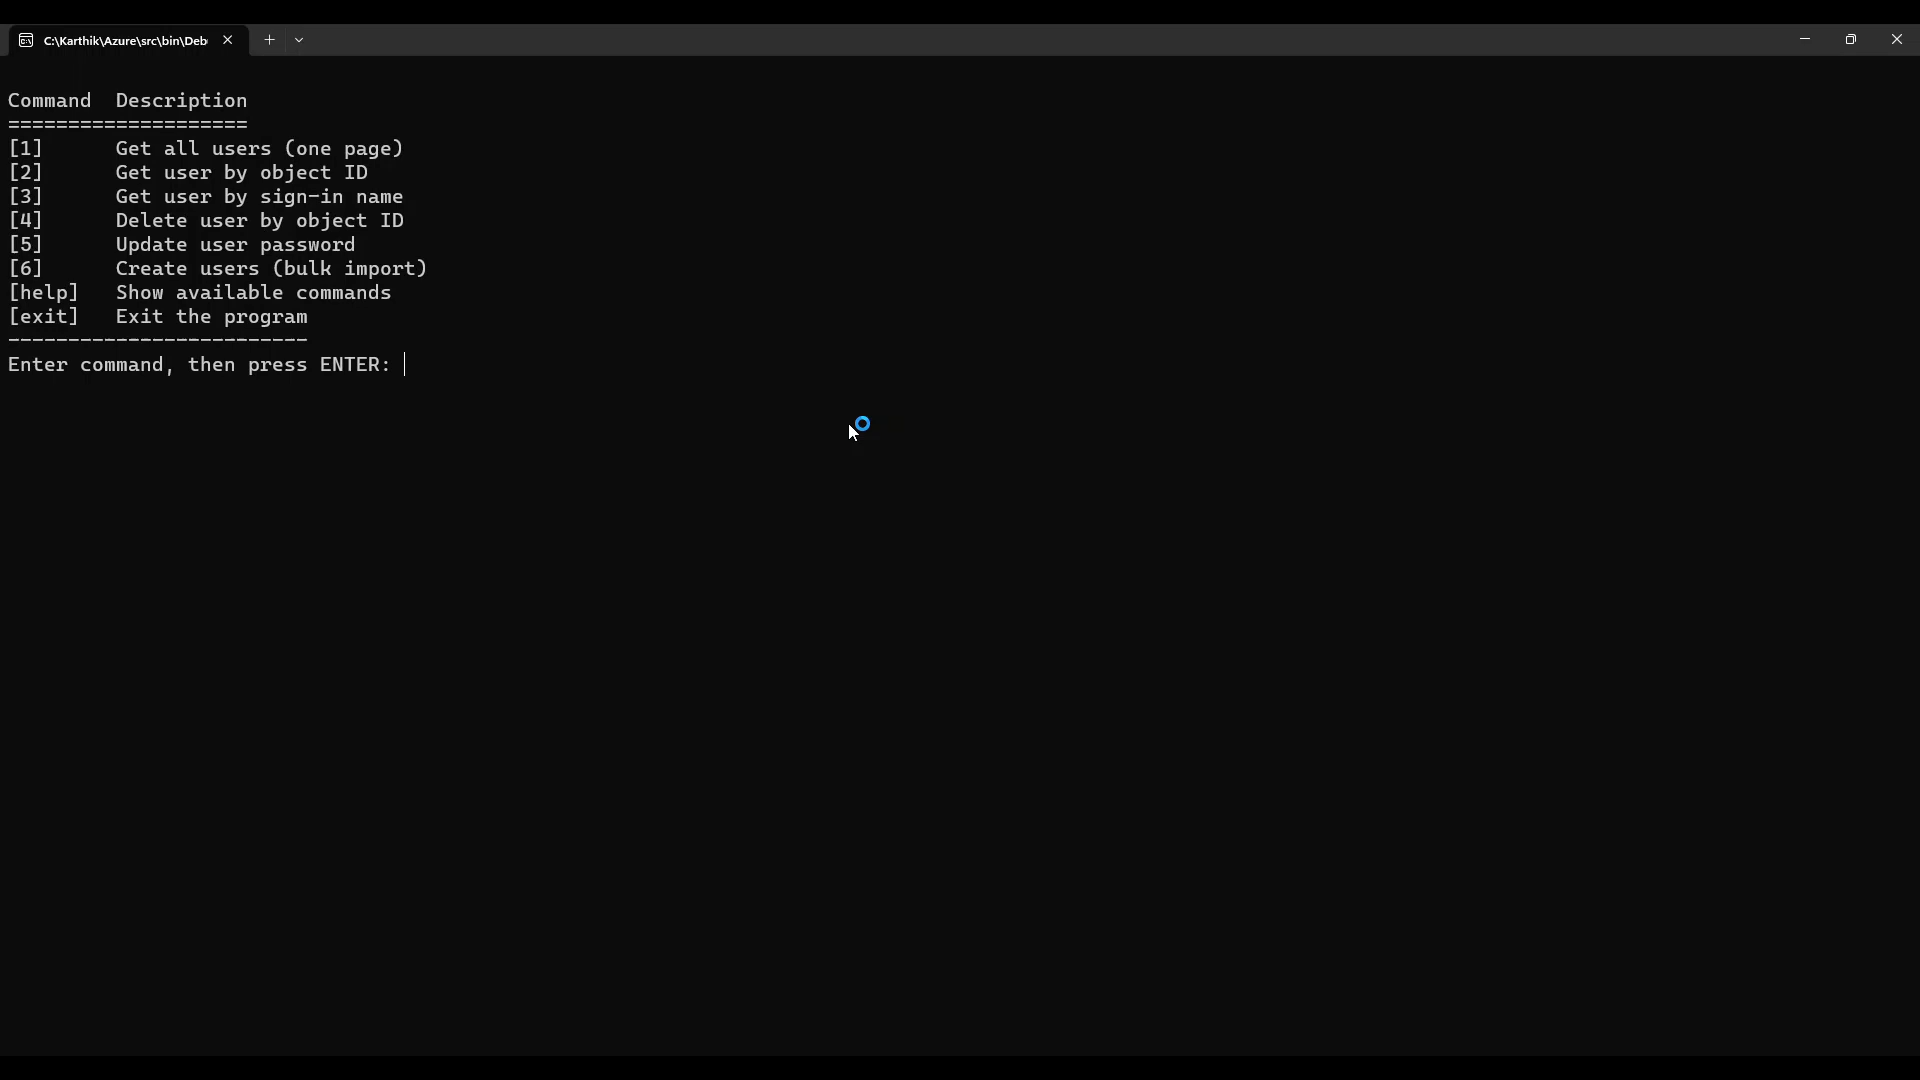 C:\Karthik\Azure\src\bin\Deb
Command  Description
====================
[1]      Get all users (one page)
[2]      Get user by object ID
[3]      Get user by sign-in name
[4]      Delete user by object ID
[5]      Update user password
[6]      Create users (bulk import)
[help]   Show available commands
[exit]   Exit the program
-------------------------
Enter command, then press ENTER: